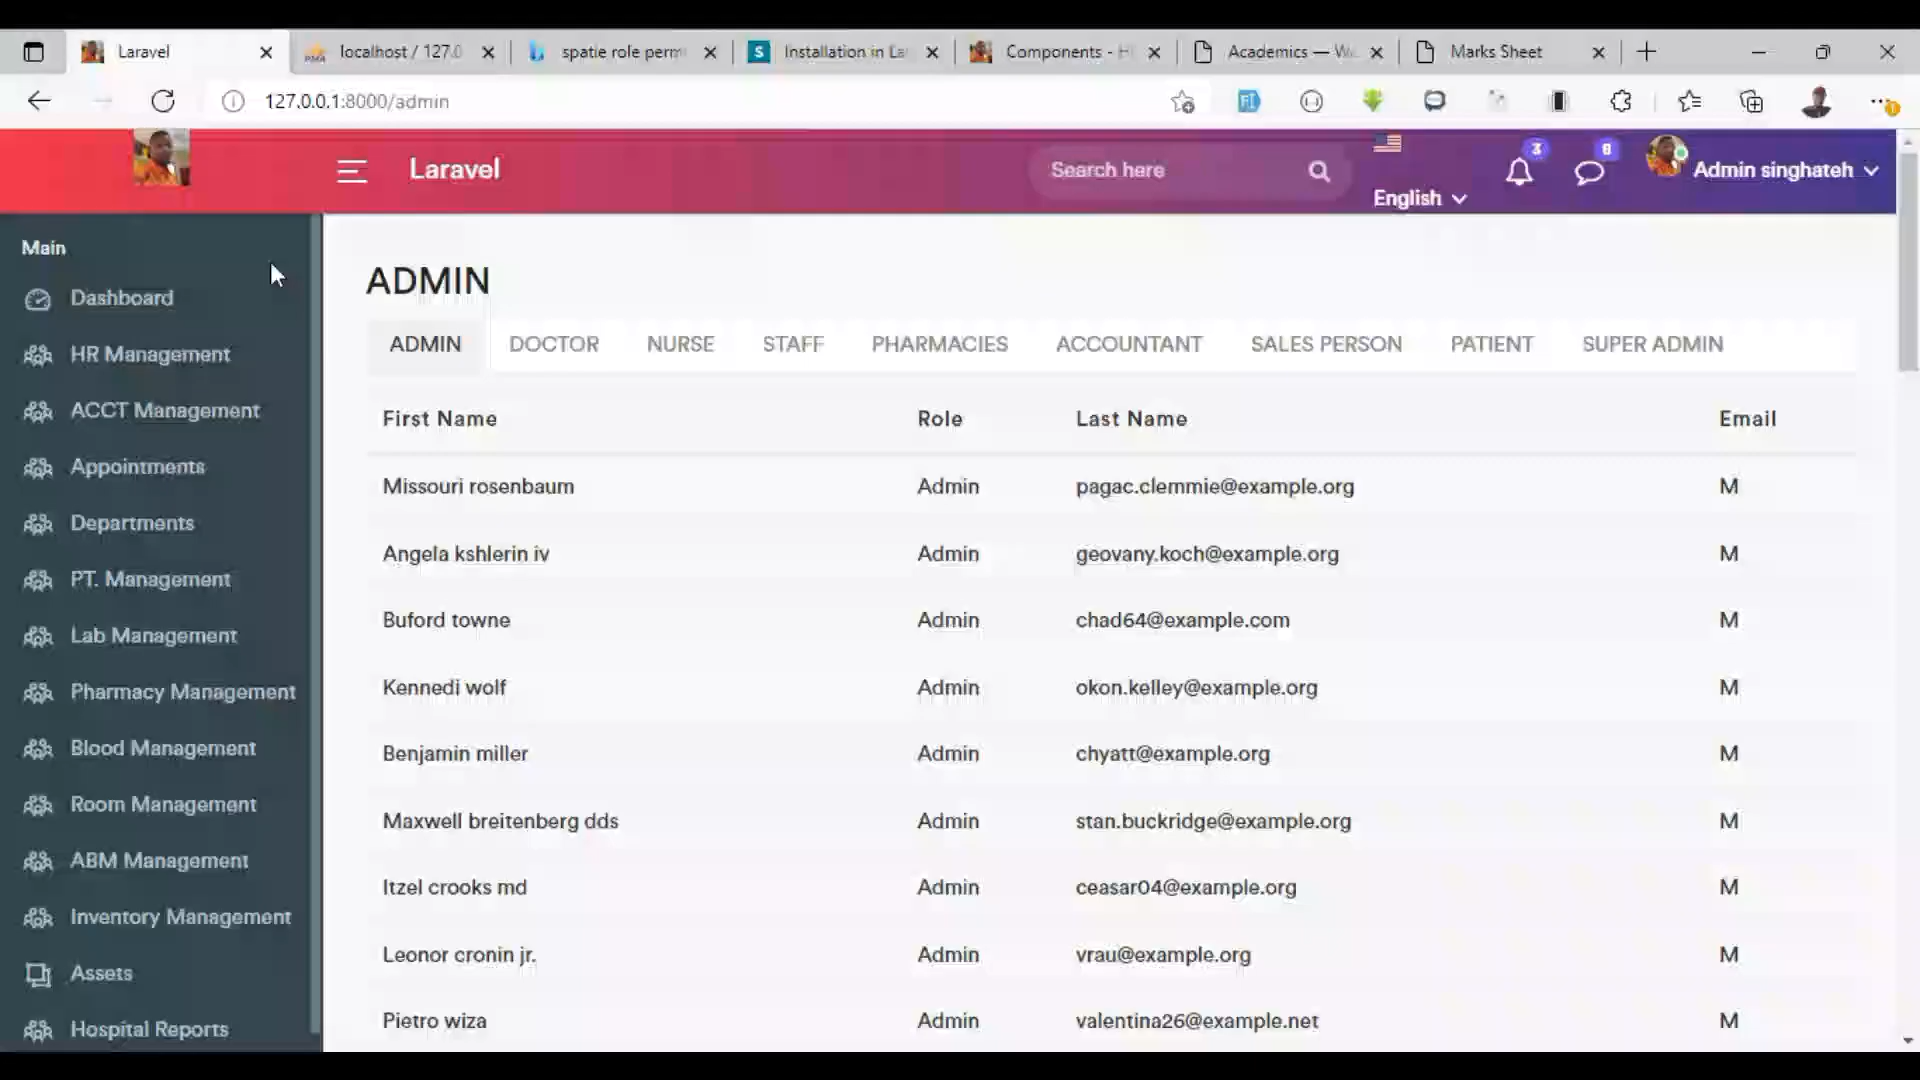 Laravel
localhost / 127.0
spatie role perm
Installation in La
Components - H
Academics — W
Marks Sheet
127.0.0.1:8000/admin
Laravel
Search here
English
3
8
Admin singhateh
Main
Dashboard
HR Management
ACCT Management
Appointments
Departments
PT. Management
Lab Management
Pharmacy Management
Blood Management
Room Management
ABM Management
Inventory Management
Assets
Hospital Reports
ADMIN
ADMIN DOCTOR NURSE STAFF PHARMACIES ACCOUNTANT SALES PERSON PATIENT SUPER ADMIN
First Name Role Last Name Email
Missouri rosenbaum Admin pagac.clemmie@example.org M
Angela kshlerin iv Admin geovany.koch@example.org M
Buford towne Admin chad64@example.com M
Kennedi wolf Admin okon.kelley@example.org M
Benjamin miller Admin chyatt@example.org M
Maxwell breitenberg dds Admin stan.buckridge@example.org M
Itzel crooks md Admin ceasar04@example.org M
Leonor cronin jr. Admin vrau@example.org M
Pietro wiza Admin valentina26@example.net M